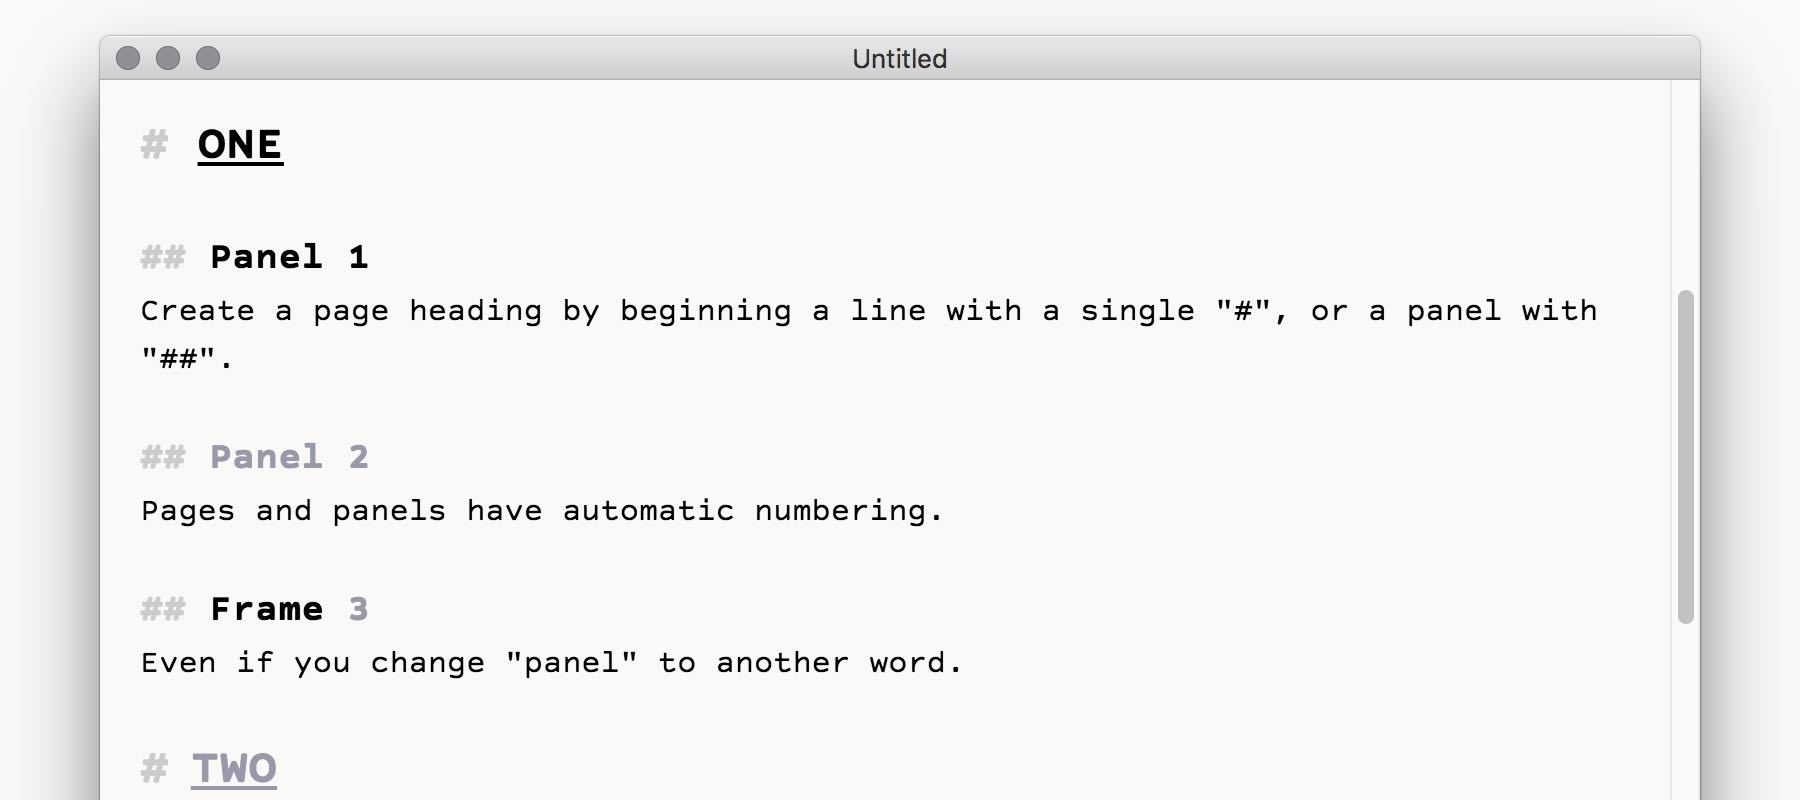 Untitled
# ONE
## Panel 1
Create a page heading by beginning a line with a single "#", or a panel with
"##".
## Panel 2
Pages and panels have automatic numbering.
## Frame 3
Even if you change "panel" to another word.
# TWO